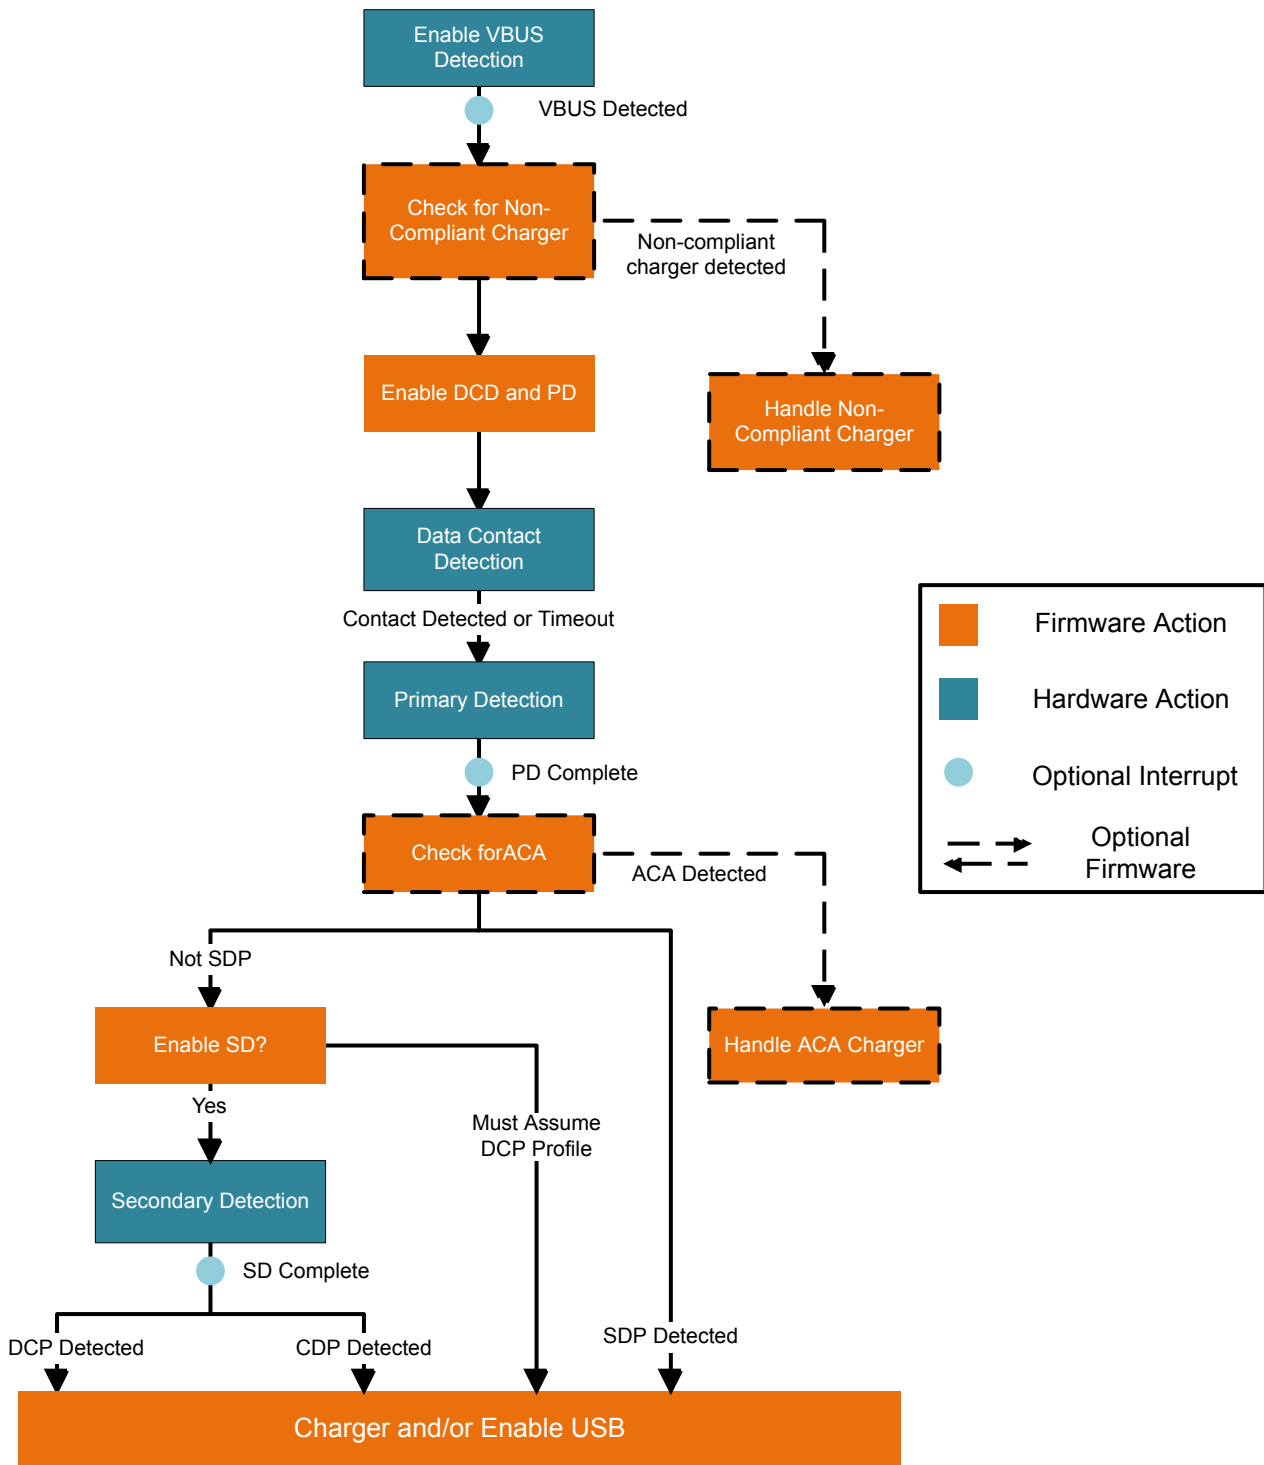 Enable VBUS
Detection
VBUS Detected
Check for Non-
Compliant Charger
Non-compliant
charger detected
Enable DCD and PD
Handle Non-
Compliant Charger
Data Contact
Detection
Contact Detected or Timeout
Firmware Action
Primary Detection
Hardware Action
PD Complete
Optional Interrupt
Optional
Firmware
Check forACA
ACA Detected
Not SDP
Enable SD?
Handle ACA Charger
Yes
Must Assume
DCP Profile
Secondary Detection
SD Complete
DCP Detected
CDP Detected
SDP Detected
Charger and/or Enable USB